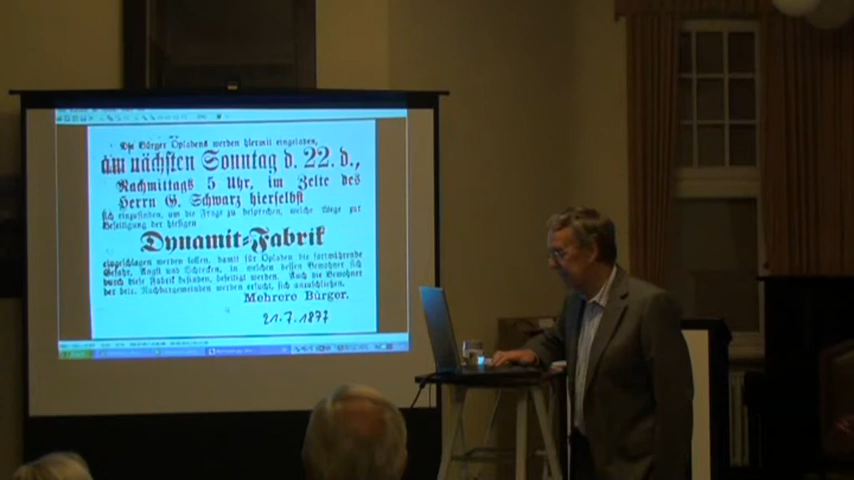 Die Bürger Opladens werden hiermit eingeladen,
am nächsten Sonntag d. 22. d.,
Nachmittags 5 Uhr, im Zelte des
Herrn G. Schwarz hierselbst
sich einzufinden, um die Frage zu besprechen, welche Wege zur
Beseitigung der hiesigen
Dynamit-Fabrik
eingeschlagen werden sollen, damit für Opladen die fortwährende
Gefahr, Angst und Schrecken, in welchen dessen Bewohner sich
durch diese Fabrik befinden, beseitigt werden. Auch die Bewohner
der betr. Nachbargemeinden werden ersucht, sich anzuschließen.
Mehrere Bürger.
21.7.1877